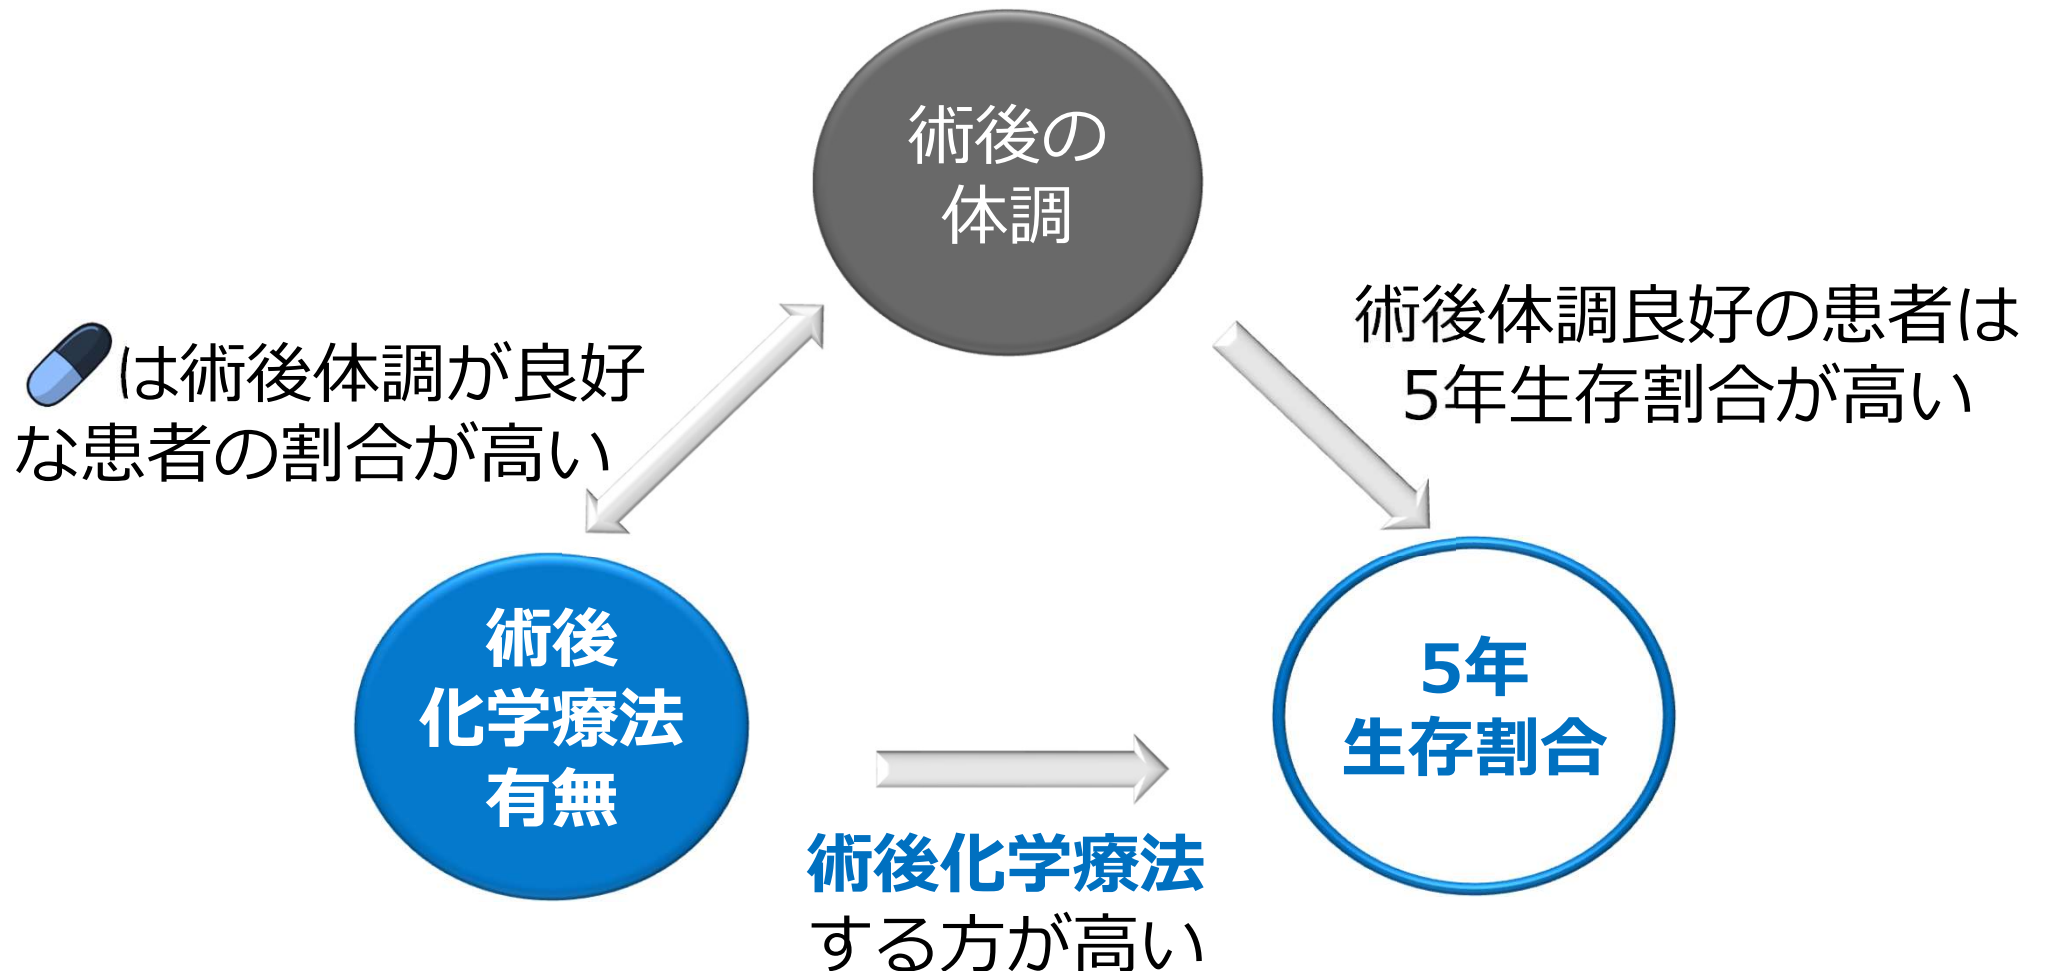 術後の
体調
は術後体調が良好
な患者の割合が高い
術後体調良好の患者は
5年生存割合が高い
術後
化学療法
有無
5年
生存割合
術後化学療法
する方が高い